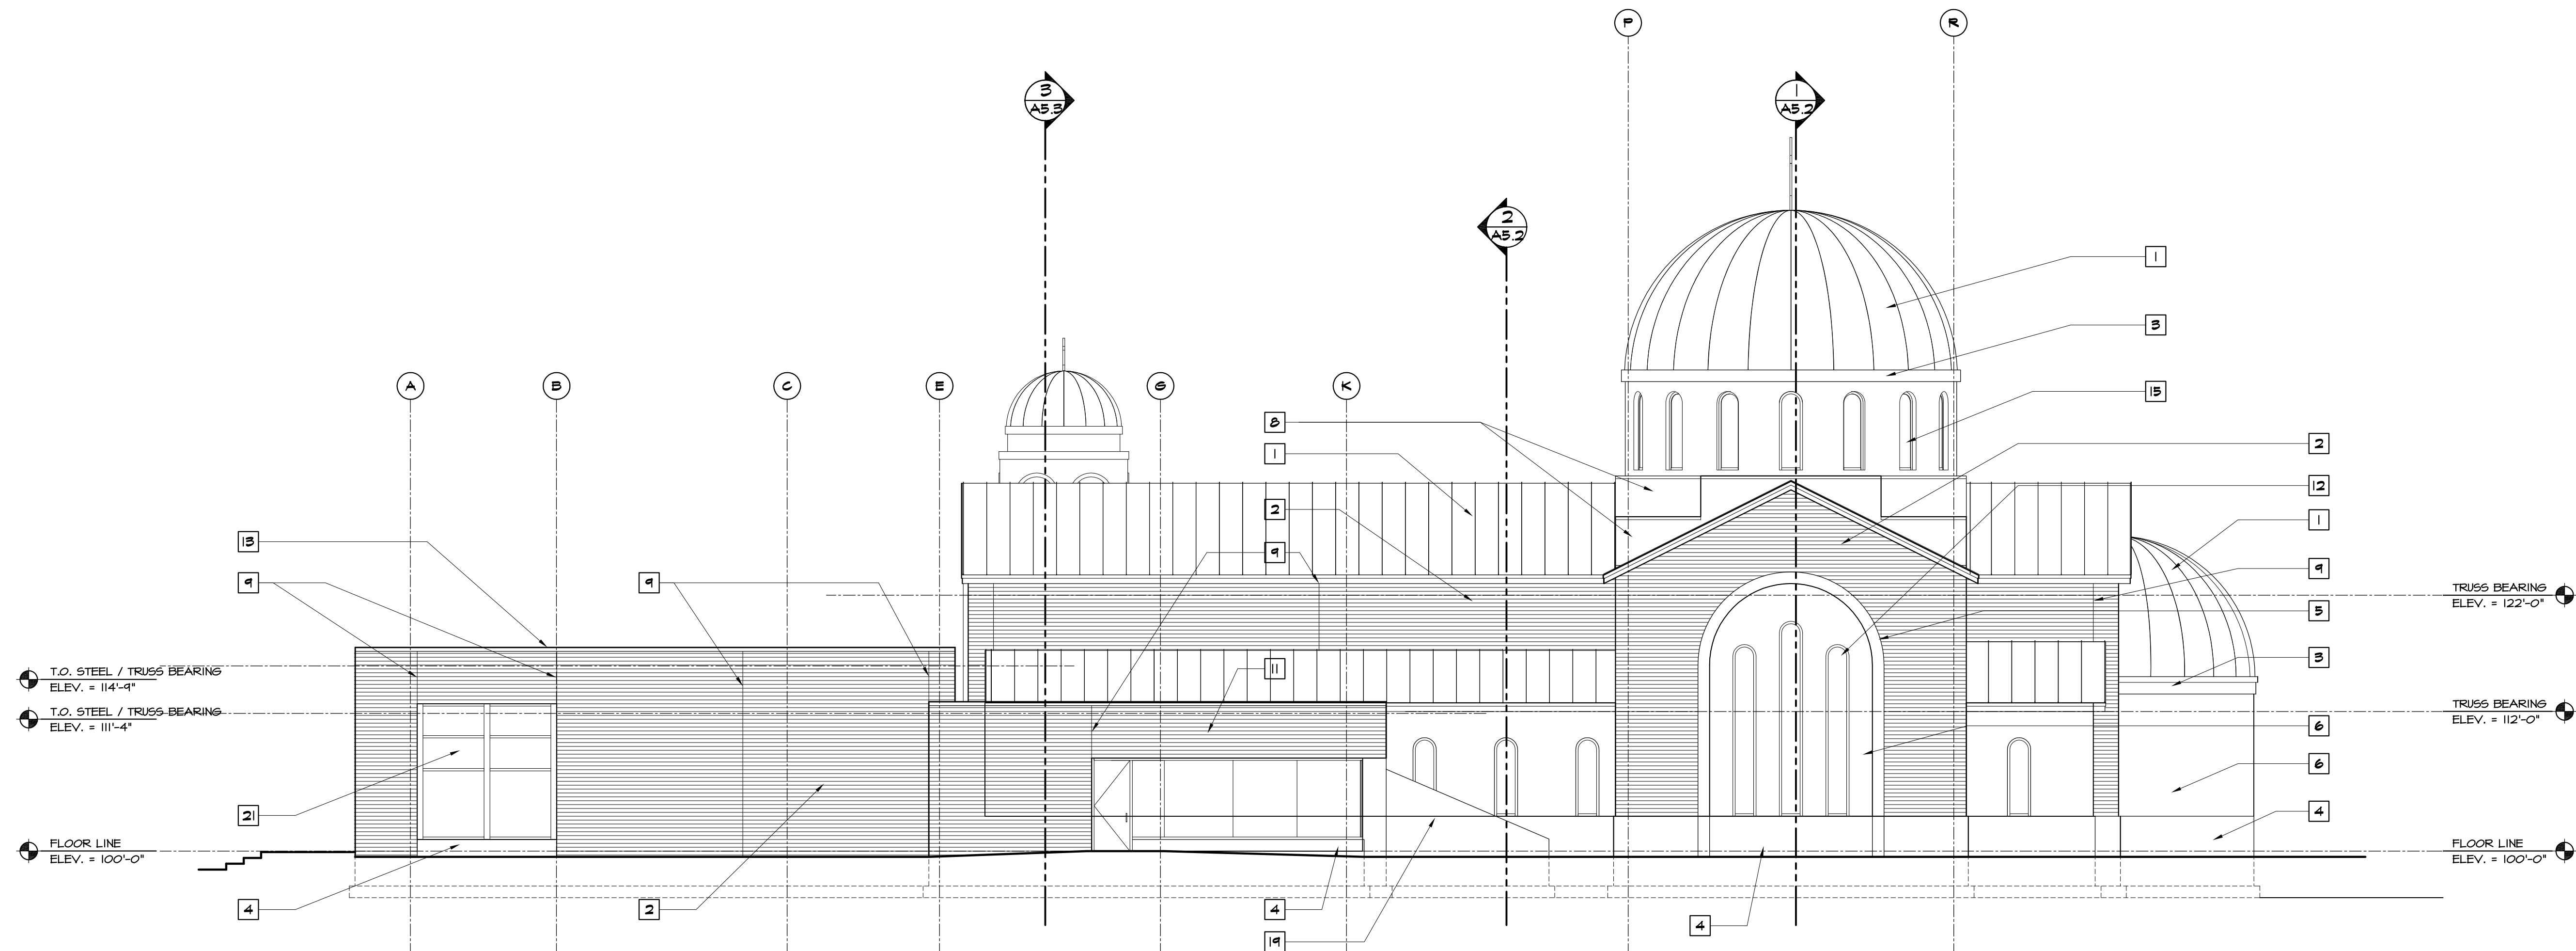 P
R
3
A5.3
1
A5.2
2
A5.2
1
3
A
B
C
E
G
K
15
8
2
1
12
2
1
13
9
9
9
9
TRUSS BEARING
ELEV. = 122'-0"
5
3
11
T.O. STEEL / TRUSS BEARING
ELEV. = 114'-9"
T.O. STEEL / TRUSS BEARING
ELEV. = 111'-4"
TRUSS BEARING
ELEV. = 112'-0"
6
6
21
4
FLOOR LINE
ELEV. = 100'-0"
FLOOR LINE
ELEV. = 100'-0"
4
2
4
4
19